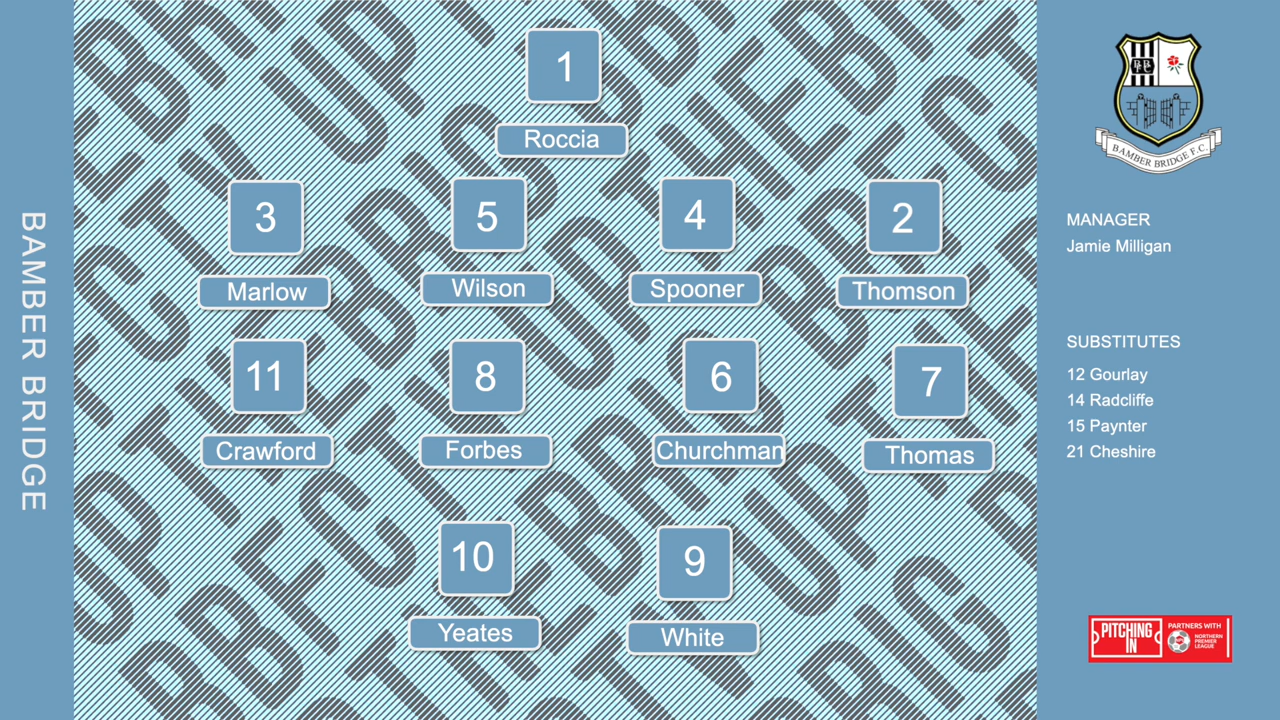 BAMBER BRIDGE
1
Roccia
3
5
4
2
Marlow
Wilson
Spooner
Thomson
11
8
6
7
Crawford
Forbes
Churchman
Thomas
10
9
Yeates
White
BAMBER BRIDGE F.C.
MANAGER
Jamie Milligan
SUBSTITUTES
12 Gourlay
14 Radcliffe
15 Paynter
21 Cheshire
PITCHING
IN
PARTNERS WITH
NORTHERN
PREMIER
LEAGUE